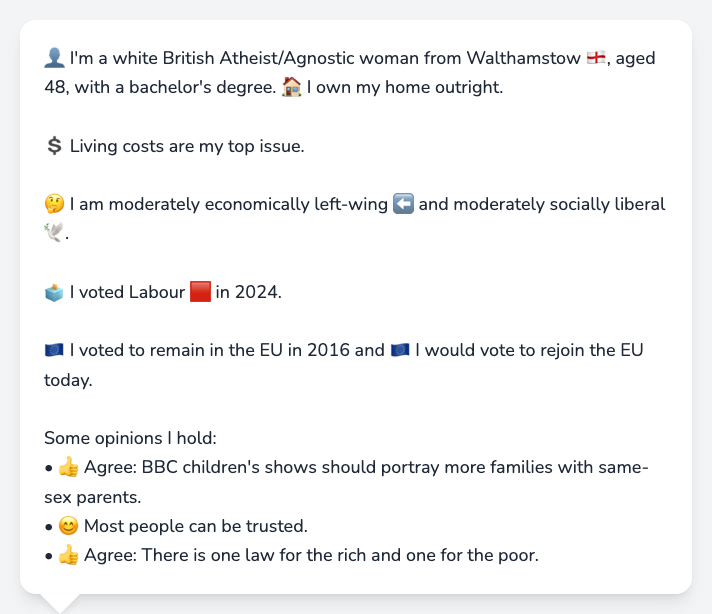 👤 I'm a white British Atheist/Agnostic woman from Walthamstow 🏴󠁧󠁢󠁥󠁮󠁧󠁿, aged
48, with a bachelor's degree. 🏠 I own my home outright.
💲 Living costs are my top issue.
🤔 I am moderately economically left-wing ⬅️ and moderately socially liberal
🕊️.
🗳️ I voted Labour 🟥 in 2024.
🇪🇺 I voted to remain in the EU in 2016 and 🇪🇺 I would vote to rejoin the EU
today.
Some opinions I hold:
• 👍 Agree: BBC children's shows should portray more families with same-
sex parents.
• 😊 Most people can be trusted.
• 👍 Agree: There is one law for the rich and one for the poor.